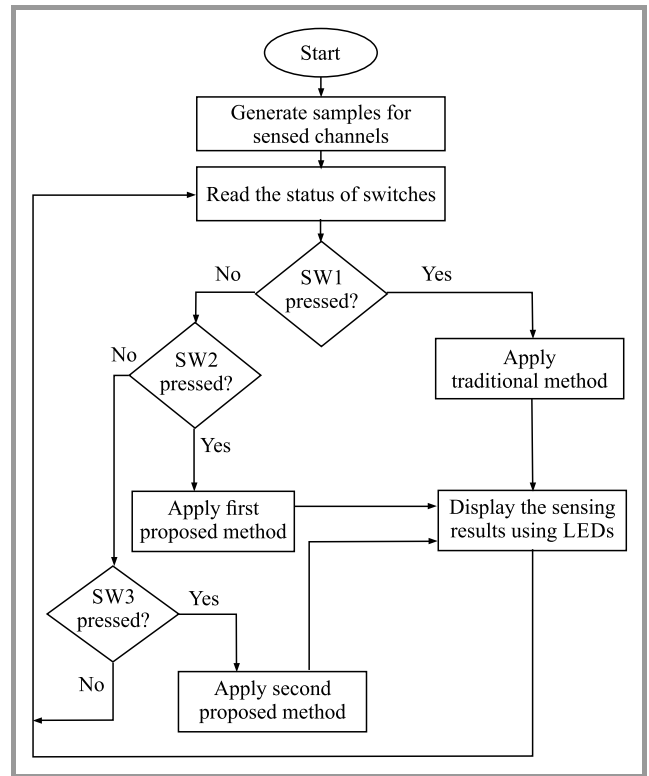 Start
Generate samples for
sensed channels
Read the status of switches
SW1
pressed?
No
Yes
SW2
pressed?
No
Yes
Apply
traditional method
Apply first
proposed method
Display the sensing
results using LEDs
SW3
pressed?
Yes
No
Apply second
proposed method